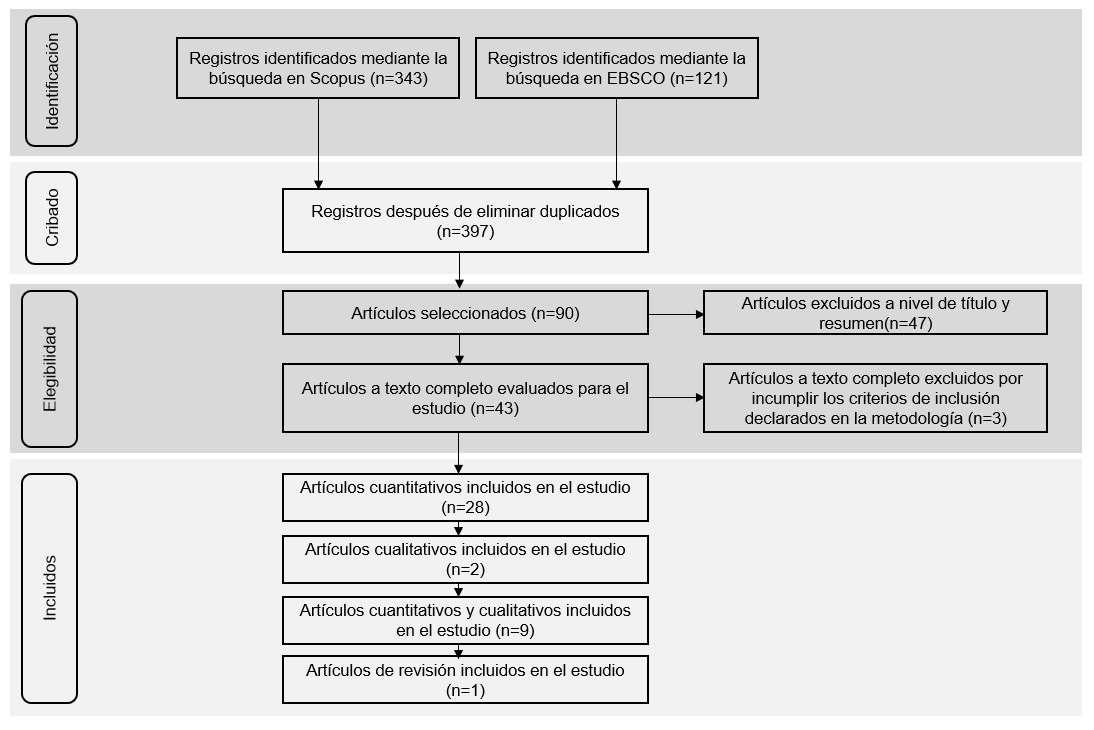 Identificación
Registros identificados mediante la
búsqueda en Scopus (n=343)
Registros identificados mediante la
búsqueda en EBSCO (n=121)
Cribado
Registros después de eliminar duplicados
(n=397)
Elegibilidad
Artículos seleccionados (n=90)
Artículos excluidos a nivel de título y
resumen(n=47)
Artículos a texto completo evaluados para el
estudio (n=43)
Artículos a texto completo excluidos por
incumplir los criterios de inclusión
declarados en la metodología (n=3)
Incluidos
Artículos cuantitativos incluidos en el estudio
(n=28)
Artículos cualitativos incluidos en el estudio
(n=2)
Artículos cuantitativos y cualitativos incluidos
en el estudio (n=9)
Artículos de revisión incluidos en el estudio
(n=1)